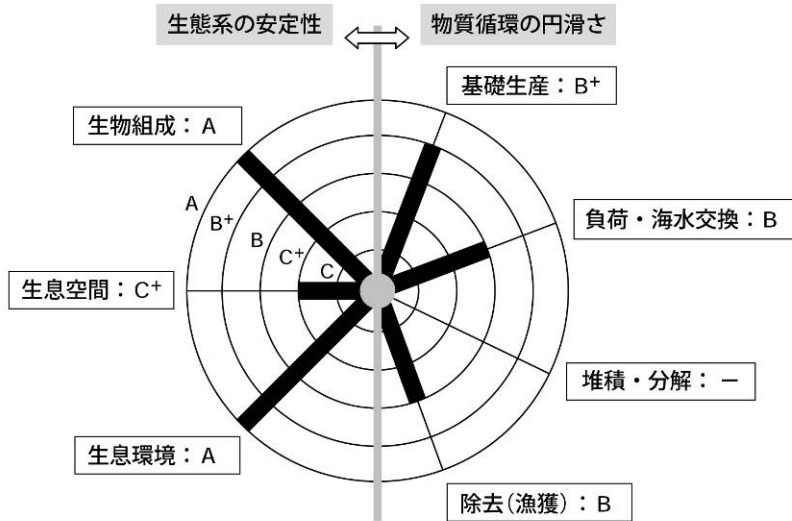 生態系の安定性
物質循環の円滑さ
基礎生産：B⁺
生物組成：A
A
B⁺
B
C⁺
C
負荷・海水交換：B
生息空間：C⁺
堆積・分解：－
生息環境：A
除去(漁獲)：B